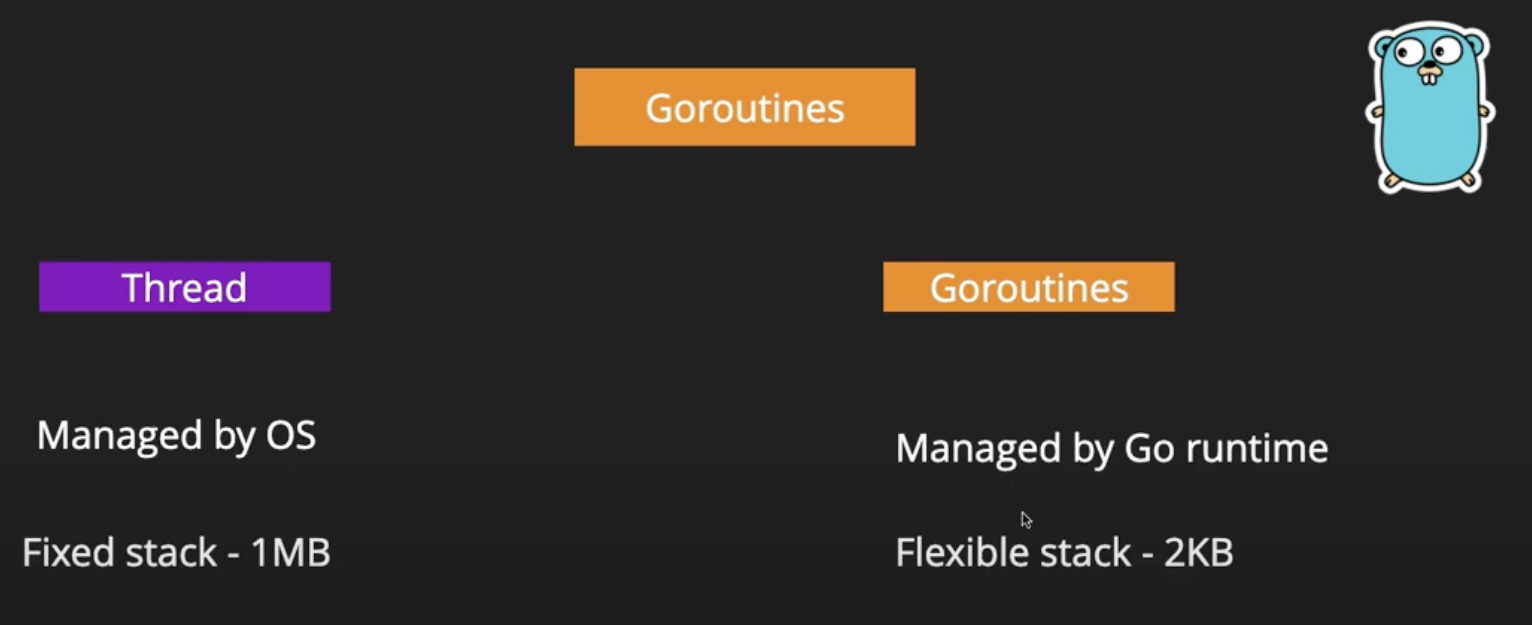 Goroutines
Thread
Goroutines
Managed by OS
Managed by Go runtime
Fixed stack - 1MB
Flexible stack - 2KB